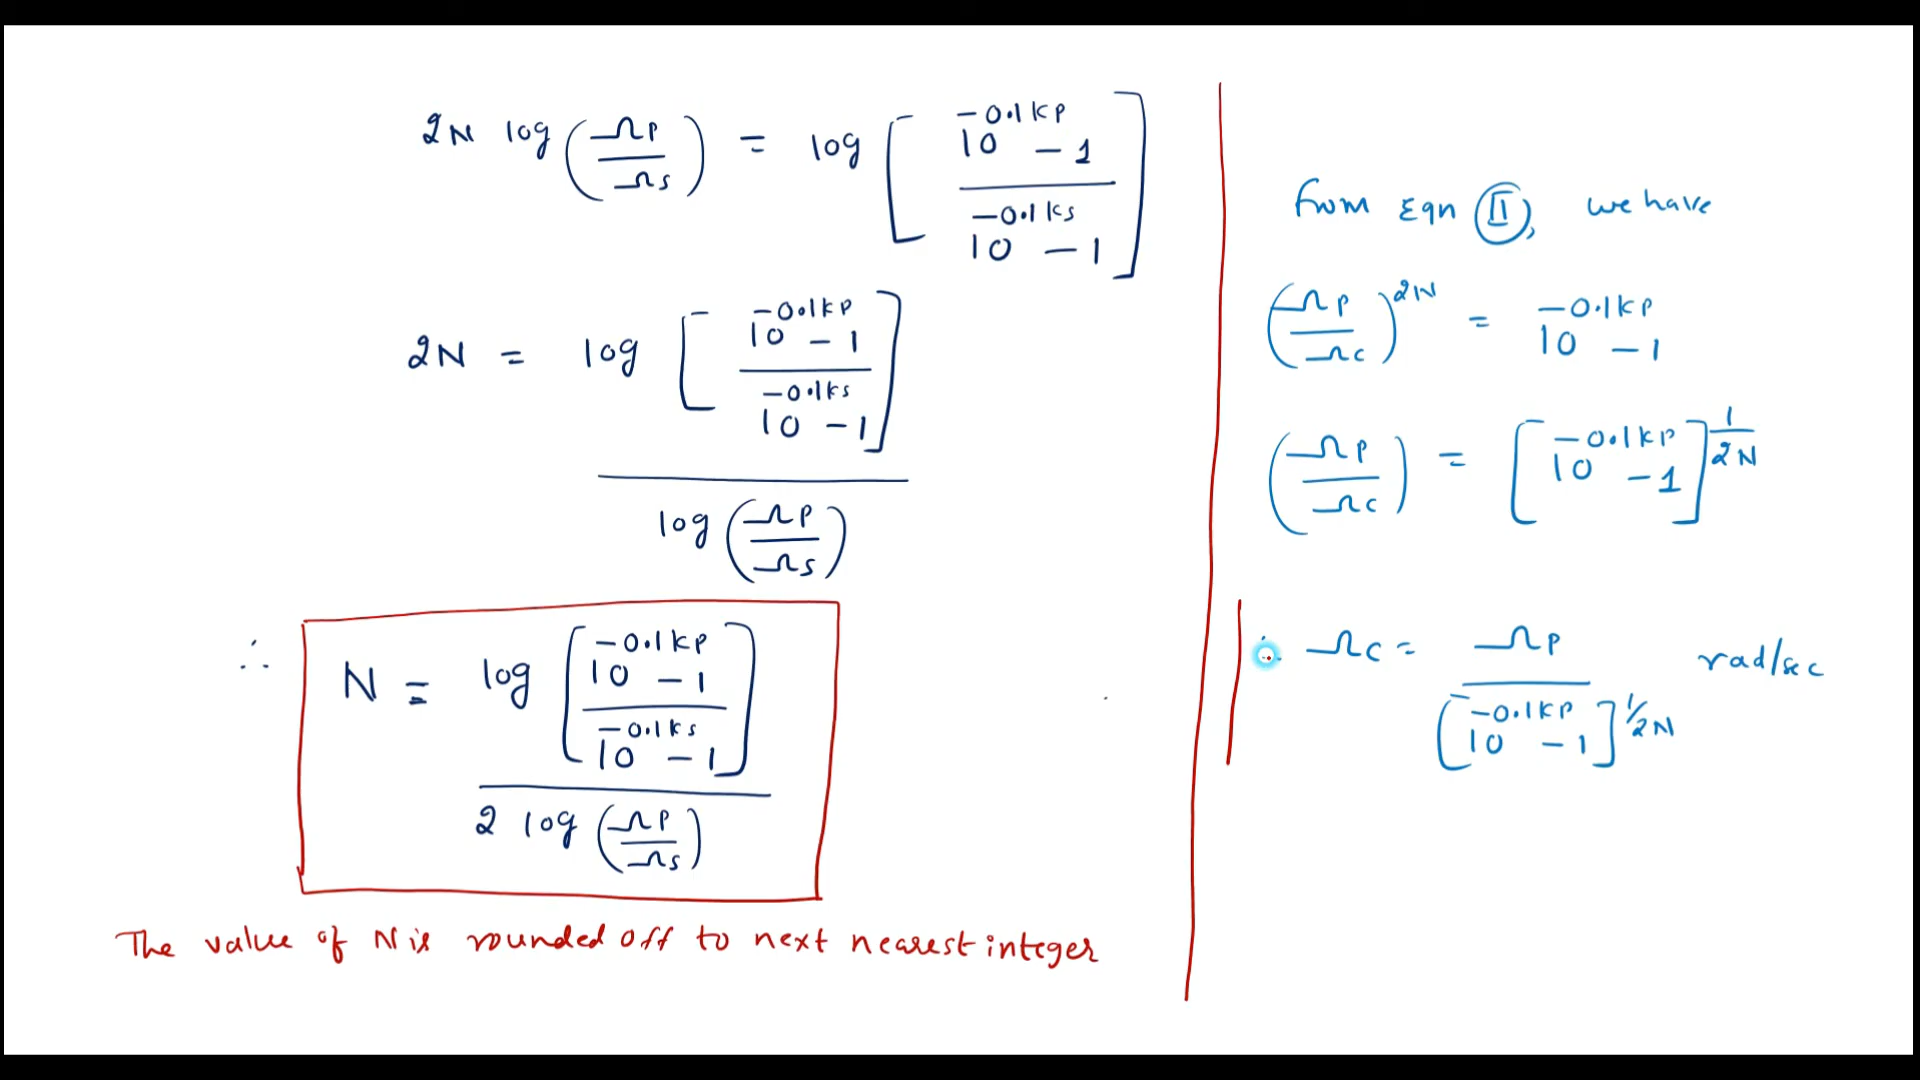 2N log (Ωp/Ωs) = log [ (10^(-0.1kp) - 1) / (10^(-0.1ks) - 1) ]
2N = log [ (10^(-0.1kp) - 1) / (10^(-0.1ks) - 1) ] / log (Ωp/Ωs)
∴ N = log [ (10^(-0.1kp) - 1) / (10^(-0.1ks) - 1) ] / 2 log (Ωp/Ωs)
The value of N is rounded off to next nearest integer
from Eqn (II), we have
(Ωp/Ωc)^(2N) = 10^(-0.1kp) - 1
(Ωp/Ωc) = [10^(-0.1kp) - 1]^(1/2N)
∴ Ωc = Ωp / [10^(-0.1kp) - 1]^(1/2N) rad/sec